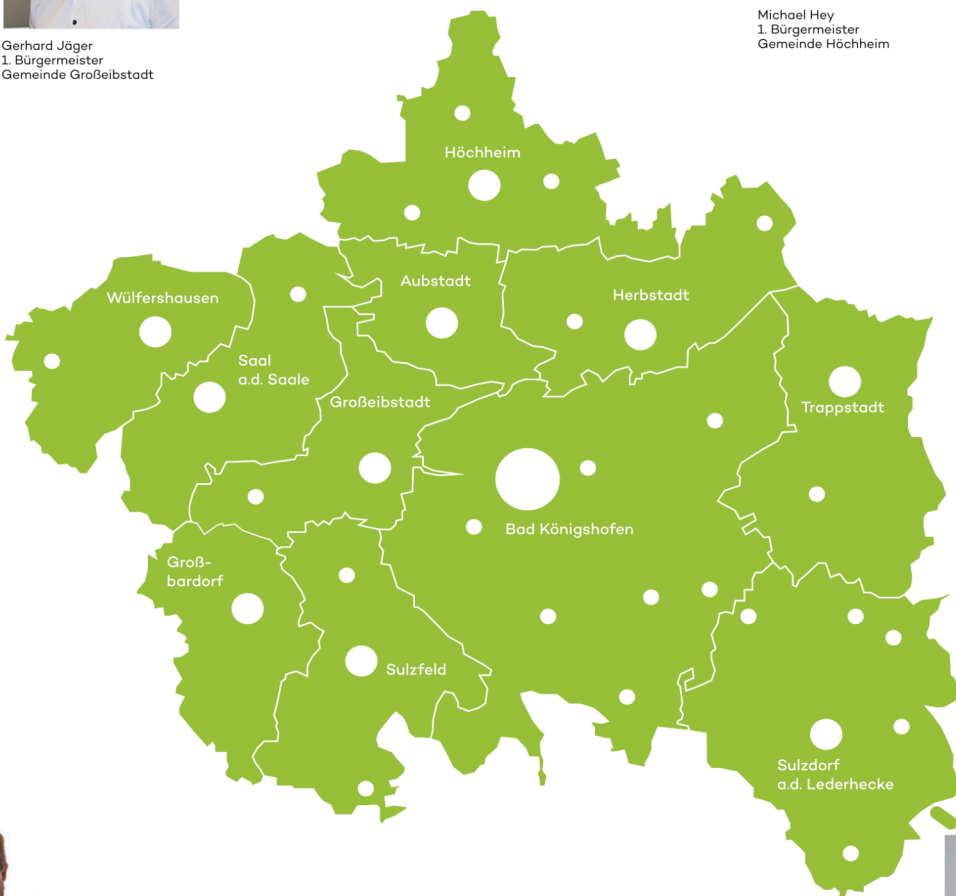 Gerhard Jäger
1. Bürgermeister
Gemeinde Großeibstadt
Michael Hey
1. Bürgermeister
Gemeinde Höchheim
Höchheim
Aubstadt
Herbstadt
Wülfershausen
Saal
a.d. Saale
Großeibstadt
Trappstadt
Bad Königshofen
Groß-
bardorf
Sulzfeld
Sulzdorf
a.d. Lederhecke